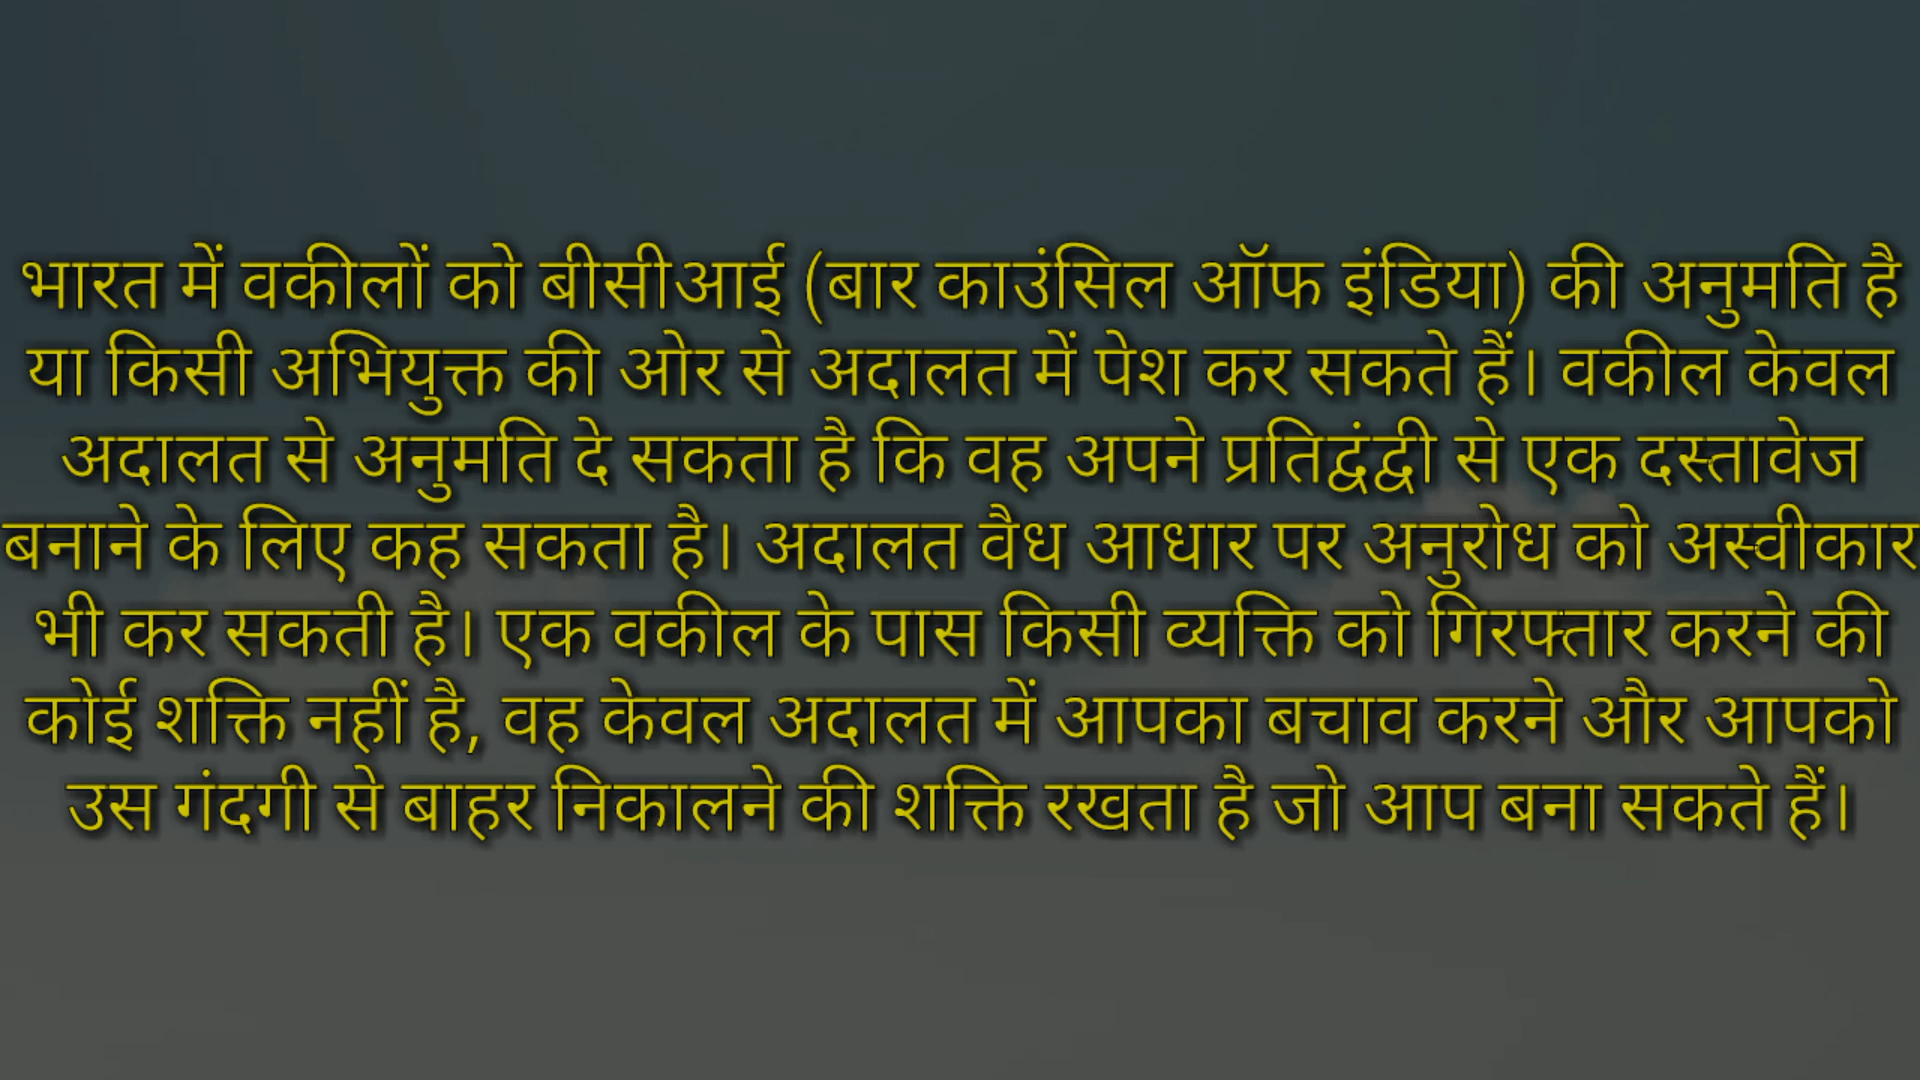 भारत में वकीलों को बीसीआई (बार काउंसिल ऑफ इंडिया) की अनुमति है
या किसी अभियुक्त की ओर से अदालत में पेश कर सकते हैं। वकील केवल
अदालत से अनुमति दे सकता है कि वह अपने प्रतिद्वंद्वी से एक दस्तावेज
बनाने के लिए कह सकता है। अदालत वैध आधार पर अनुरोध को अस्वीकार
भी कर सकती है। एक वकील के पास किसी व्यक्ति को गिरफ्तार करने की
कोई शक्ति नहीं है, वह केवल अदालत में आपका बचाव करने और आपको
उस गंदगी से बाहर निकालने की शक्ति रखता है जो आप बना सकते हैं।